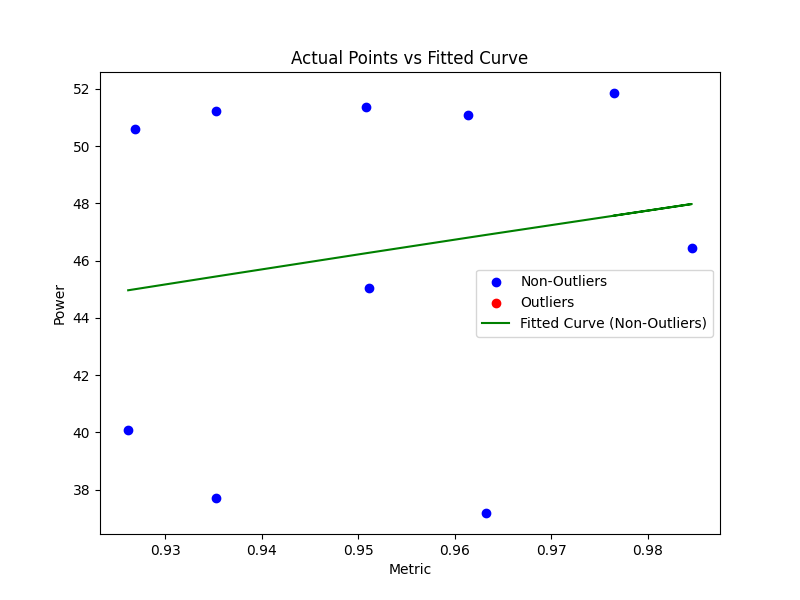 Actual Points vs Fitted Curve
52
50
48
46
44
42
40
38
Power
Non-Outliers
Outliers
Fitted Curve (Non-Outliers)
0.93
0.94
0.95
0.96
0.97
0.98
Metric